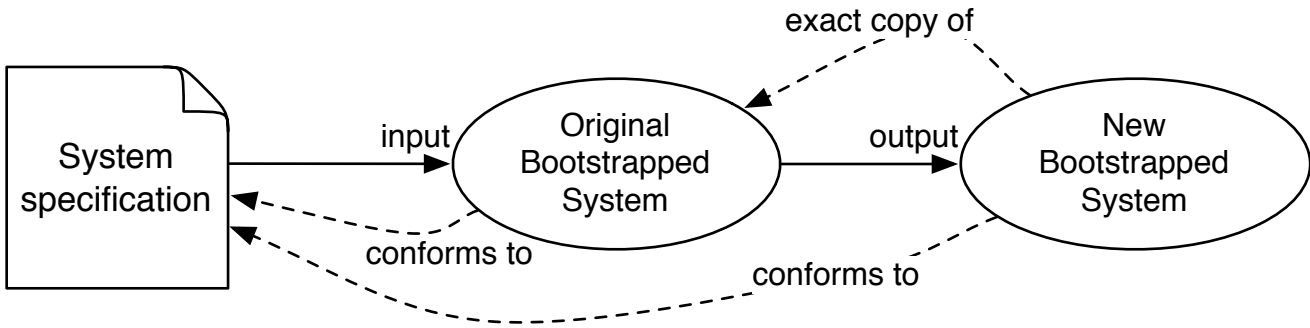 exact copy of
System
specification
input
Original
Bootstrapped
System
output
New
Bootstrapped
System
conforms to
conforms to